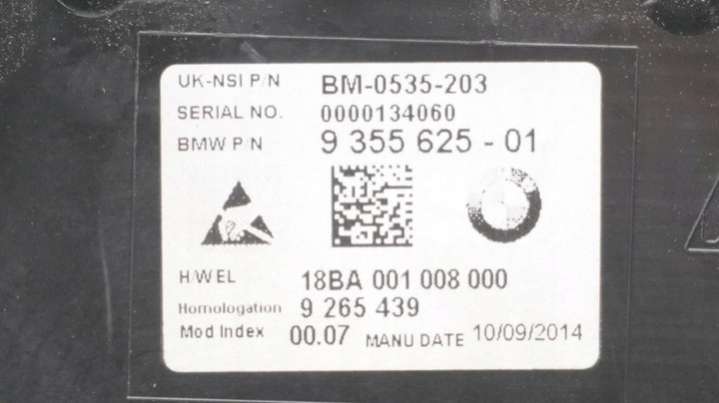 UK-NSI P/N BM-0535-203
SERIAL NO. 0000134060
BMW P/N 9 355 625 - 01
H/W EL 18BA 001 008 000
Homologation 9 265 439
Mod Index 00.07 MANU DATE 10/09/2014